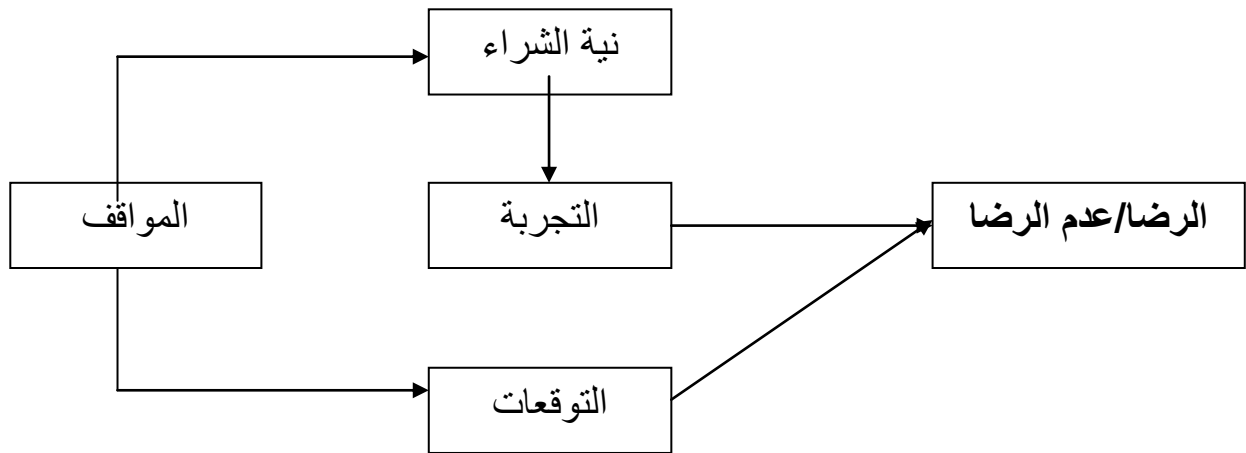 نية الشراء
المواقف
التجربة
الرضا/عدم الرضا
التوقعات